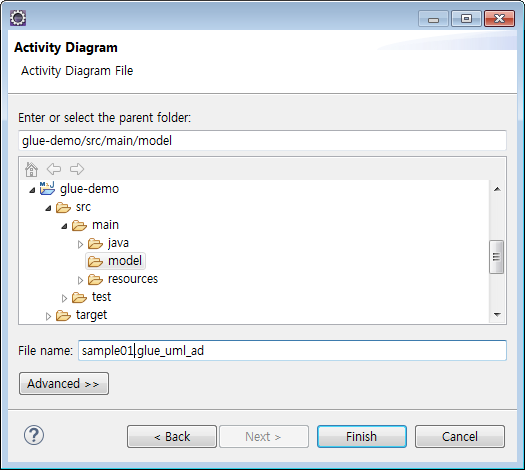 Activity Diagram
Activity Diagram File
Enter or select the parent folder:
glue-demo/src/main/model
glue-demo
src
main
java
model
resources
test
target
File name: sample01.glue_uml_ad
Advanced >>
< Back Next > Finish Cancel